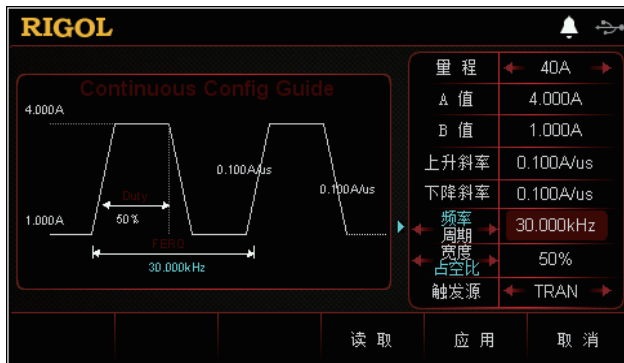 RIGOL
Continuous Config Guide
4.000A
0.100A/us
0.100A/us
Duty
50%
1.000A
FERQ
30.000kHz
量程 40A
A 值 4.000A
B 值 1.000A
上升斜率 0.100A/us
下降斜率 0.100A/us
频率
周期 30.000kHz
宽度
占空比 50%
触发源 TRAN
读取 应用 取消